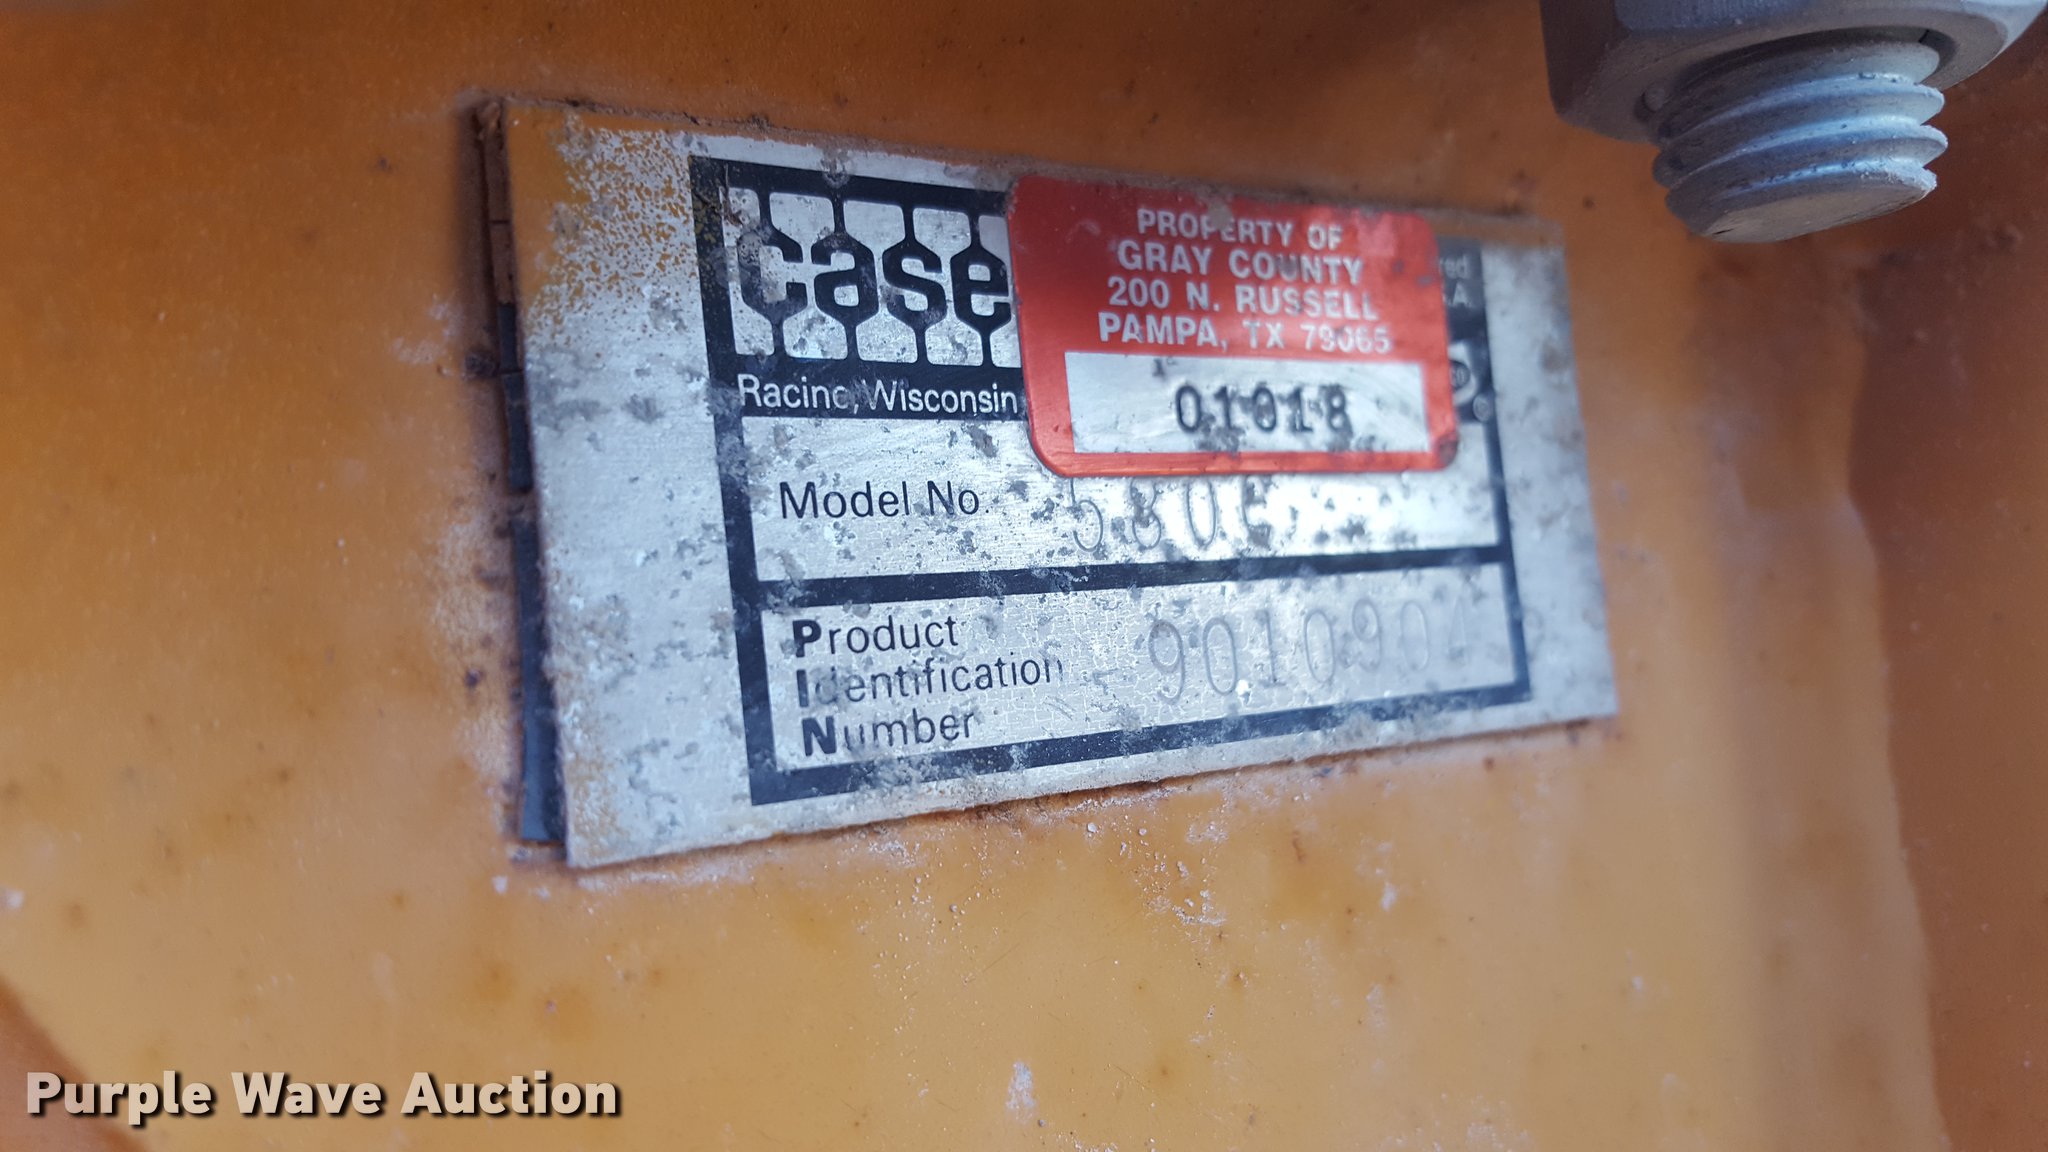 case
Racine, Wisconsin
PROPERTY OF
GRAY COUNTY
200 N. RUSSELL
PAMPA, TX 79065
01018
Model No.
Product
Identification
Number
9010904
Purple Wave Auction